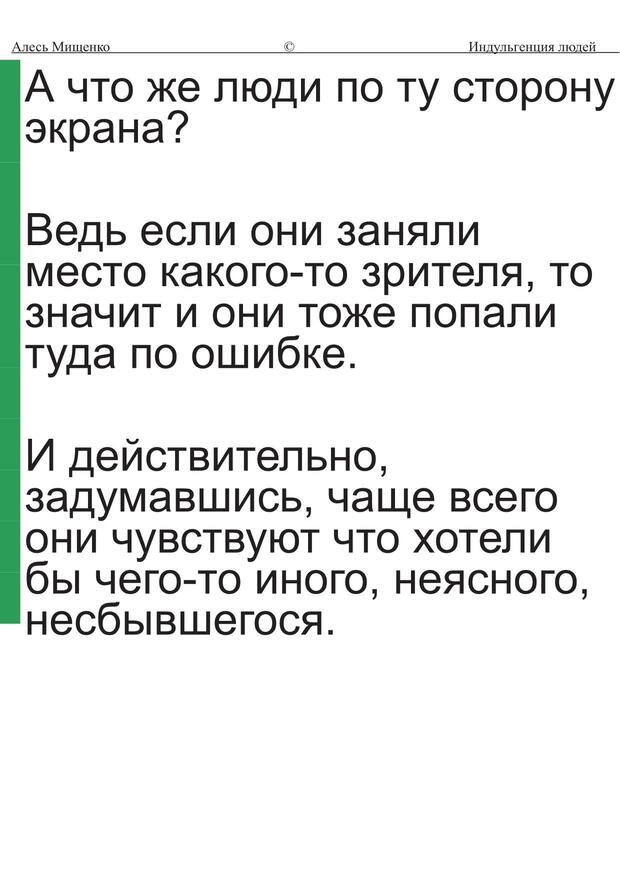 Алесь Мищенко © Индульгенция людей
А что же люди по ту сторону
экрана?
Ведь если они заняли
место какого-то зрителя, то
значит и они тоже попали
туда по ошибке.
И действительно,
задумавшись, чаще всего
они чувствуют что хотели
бы чего-то иного, неясного,
несбывшегося.